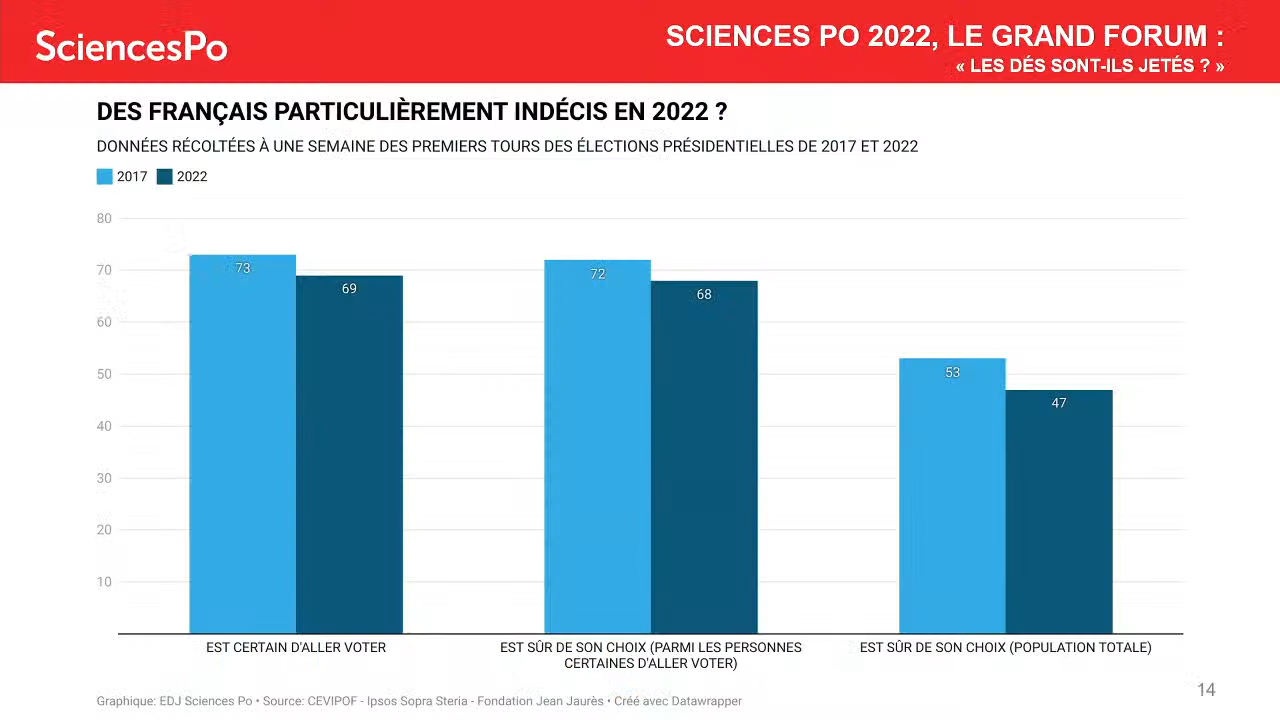 SciencesPo
SCIENCES PO 2022, LE GRAND FORUM :
« LES DÉS SONT-ILS JETÉS ? »
DES FRANÇAIS PARTICULIÈREMENT INDÉCIS EN 2022 ?
DONNÉES RÉCOLTÉES À UNE SEMAINE DES PREMIERS TOURS DES ÉLECTIONS PRÉSIDENTIELLES DE 2017 ET 2022
2017 2022
80
70
60
50
40
30
20
10
73
69
72
68
53
47
EST CERTAIN D'ALLER VOTER
EST SÛR DE SON CHOIX (PARMI LES PERSONNES
CERTAINES D'ALLER VOTER)
EST SÛR DE SON CHOIX (POPULATION TOTALE)
Graphique: EDJ Sciences Po • Source: CEVIPOF - Ipsos Sopra Steria - Fondation Jean Jaurès • Créé avec Datawrapper
14